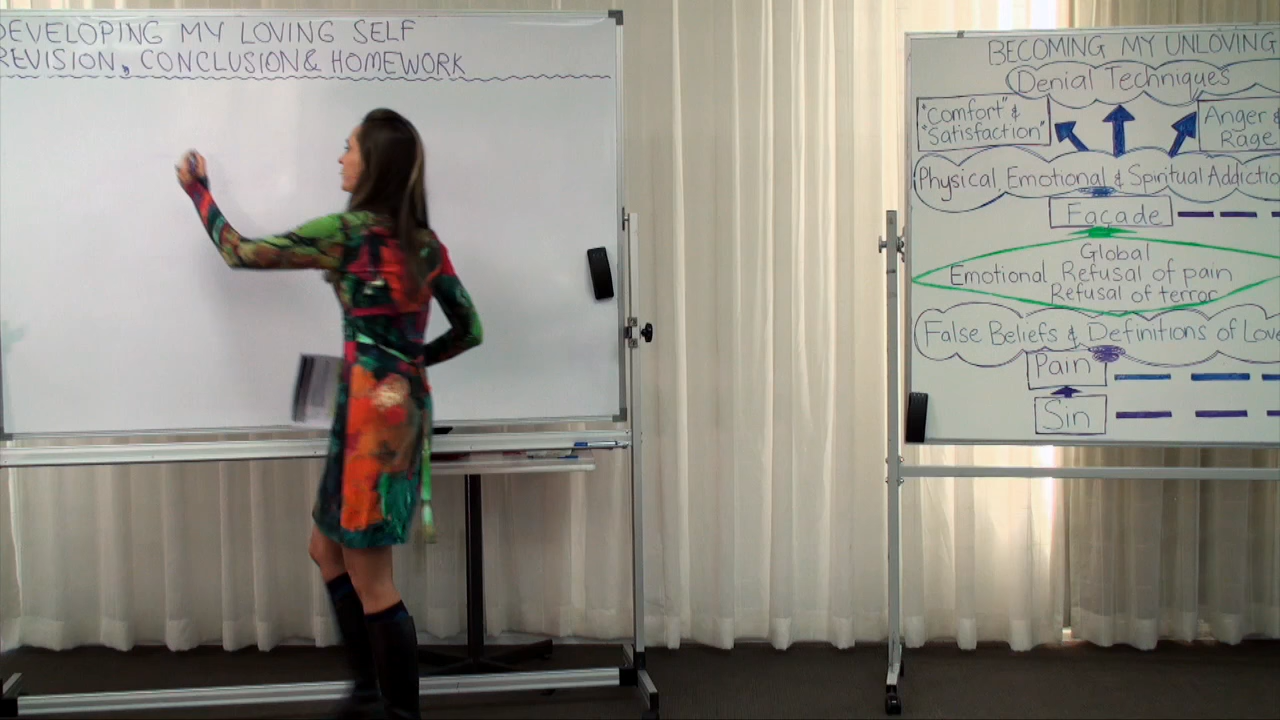 DEVELOPING MY LOVING SELF
REVISION, CONCLUSION & HOMEWORK
BECOMING MY UNLOVING
Denial Techniques
"Comfort" &
"Satisfaction"
Anger &
Rage
Physical Emotional & Spiritual Addictio
Façade
Global
Emotional Refusal of pain
Refusal of terror
False Beliefs & Definitions of Love
Pain
Sin